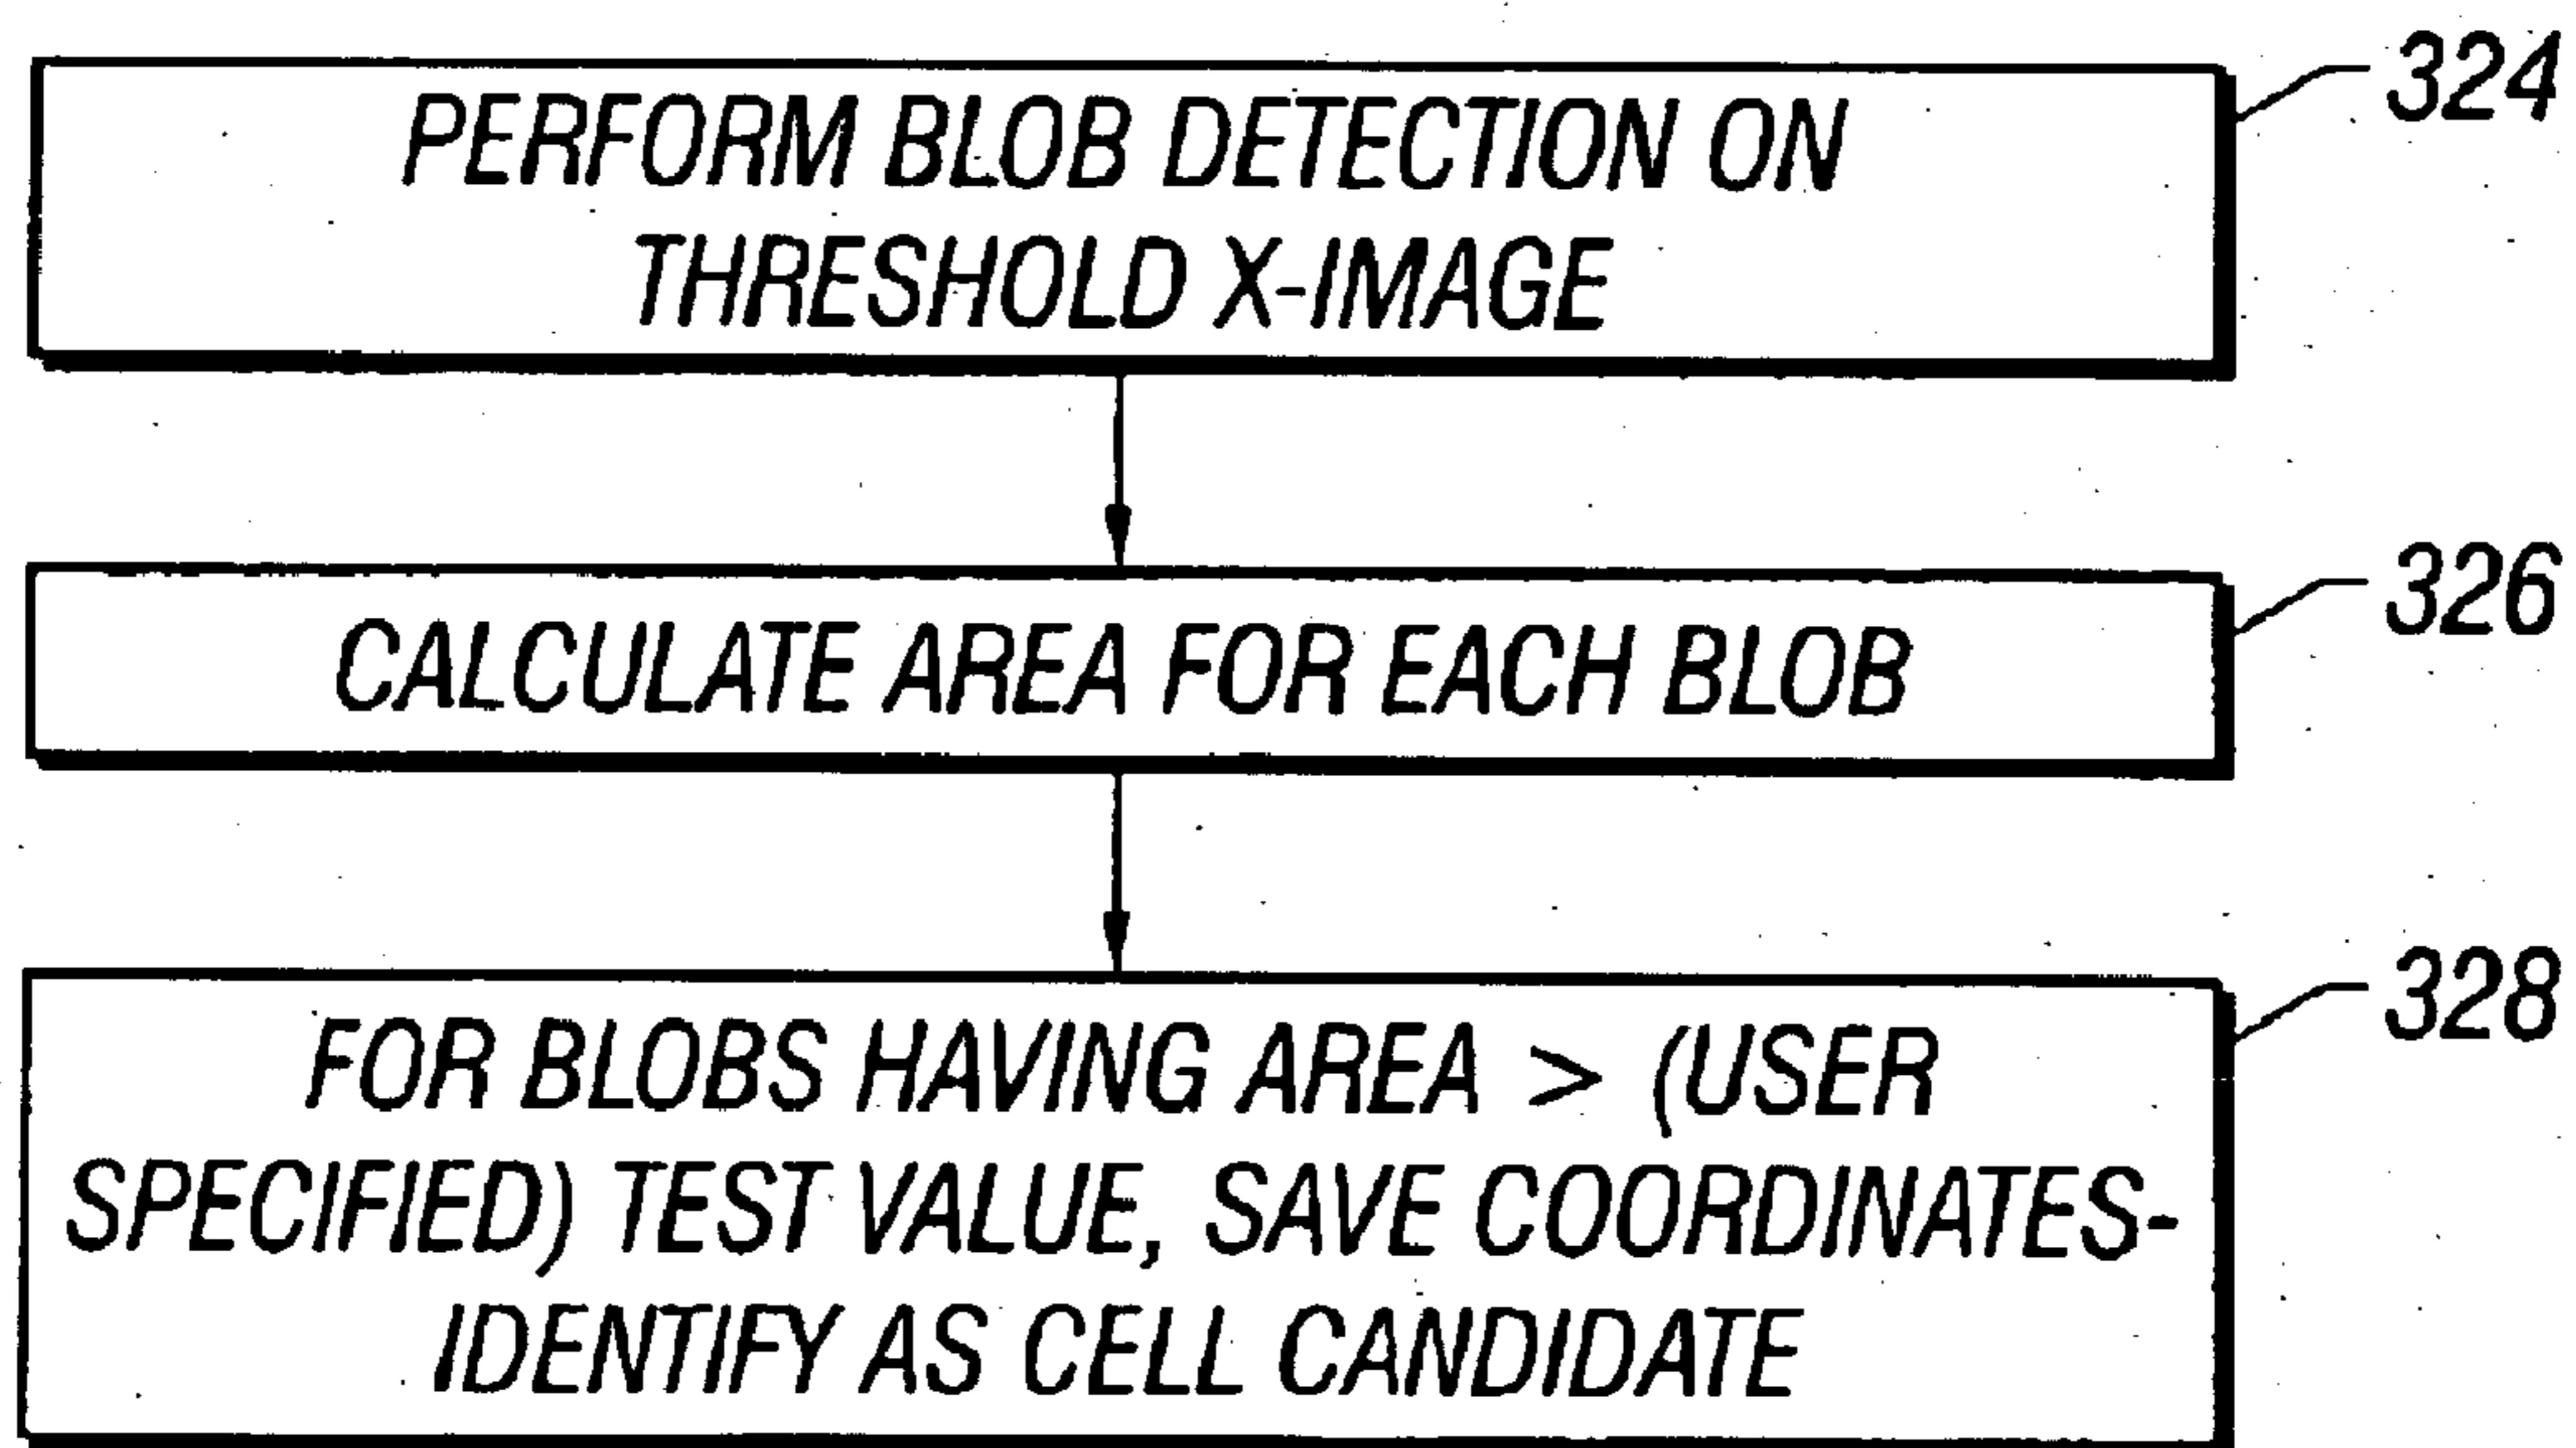 PERFORM BLOB DETECTION ON
THRESHOLD X-IMAGE
324
CALCULATE AREA FOR EACH BLOB
326
FOR BLOBS HAVING AREA > (USER
SPECIFIED) TEST VALUE, SAVE COORDINATES-
IDENTIFY AS CELL CANDIDATE
328